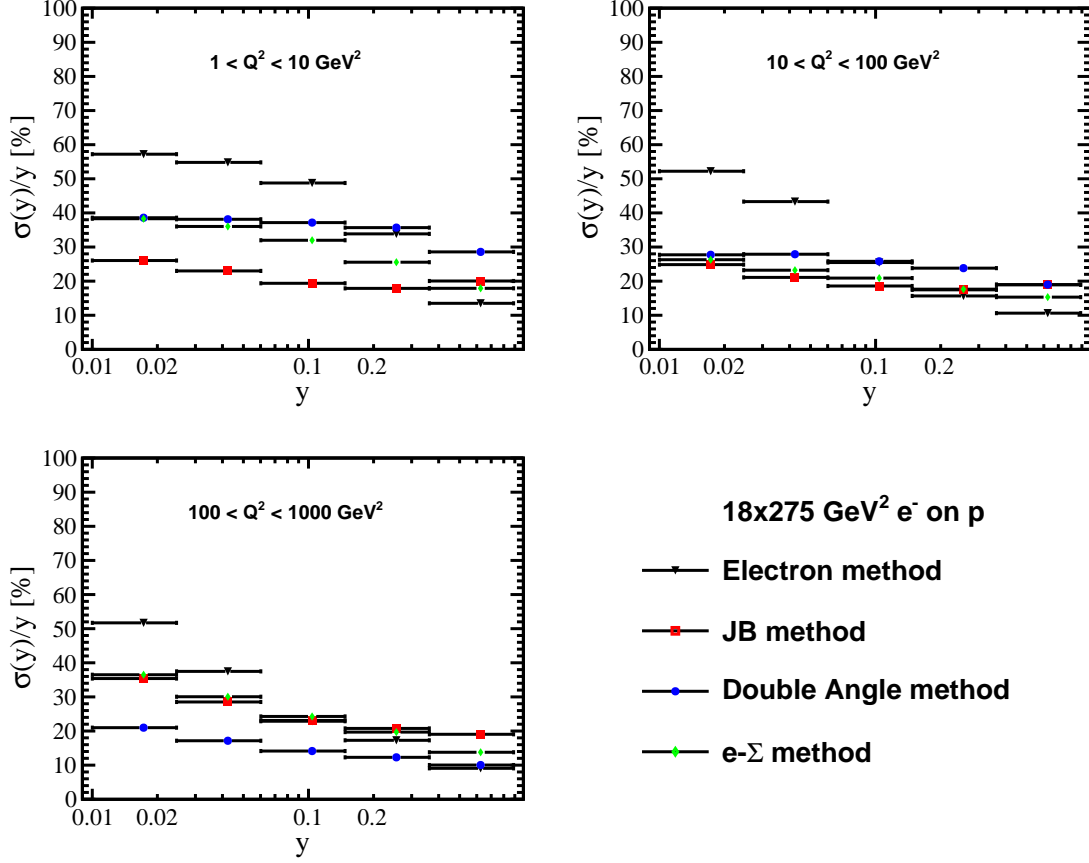 100
90
80
70
60
50
40
30
20
10
0
σ(y)/y [%]
1 < Q² < 10 GeV²
0.01 0.02 0.1 0.2
y
100
90
80
70
60
50
40
30
20
10
0
σ(y)/y [%]
10 < Q² < 100 GeV²
0.01 0.02 0.1 0.2
y
100
90
80
70
60
50
40
30
20
10
0
σ(y)/y [%]
100 < Q² < 1000 GeV²
0.01 0.02 0.1 0.2
y
18x275 GeV² e⁻ on p
Electron method
JB method
Double Angle method
e-Σ method